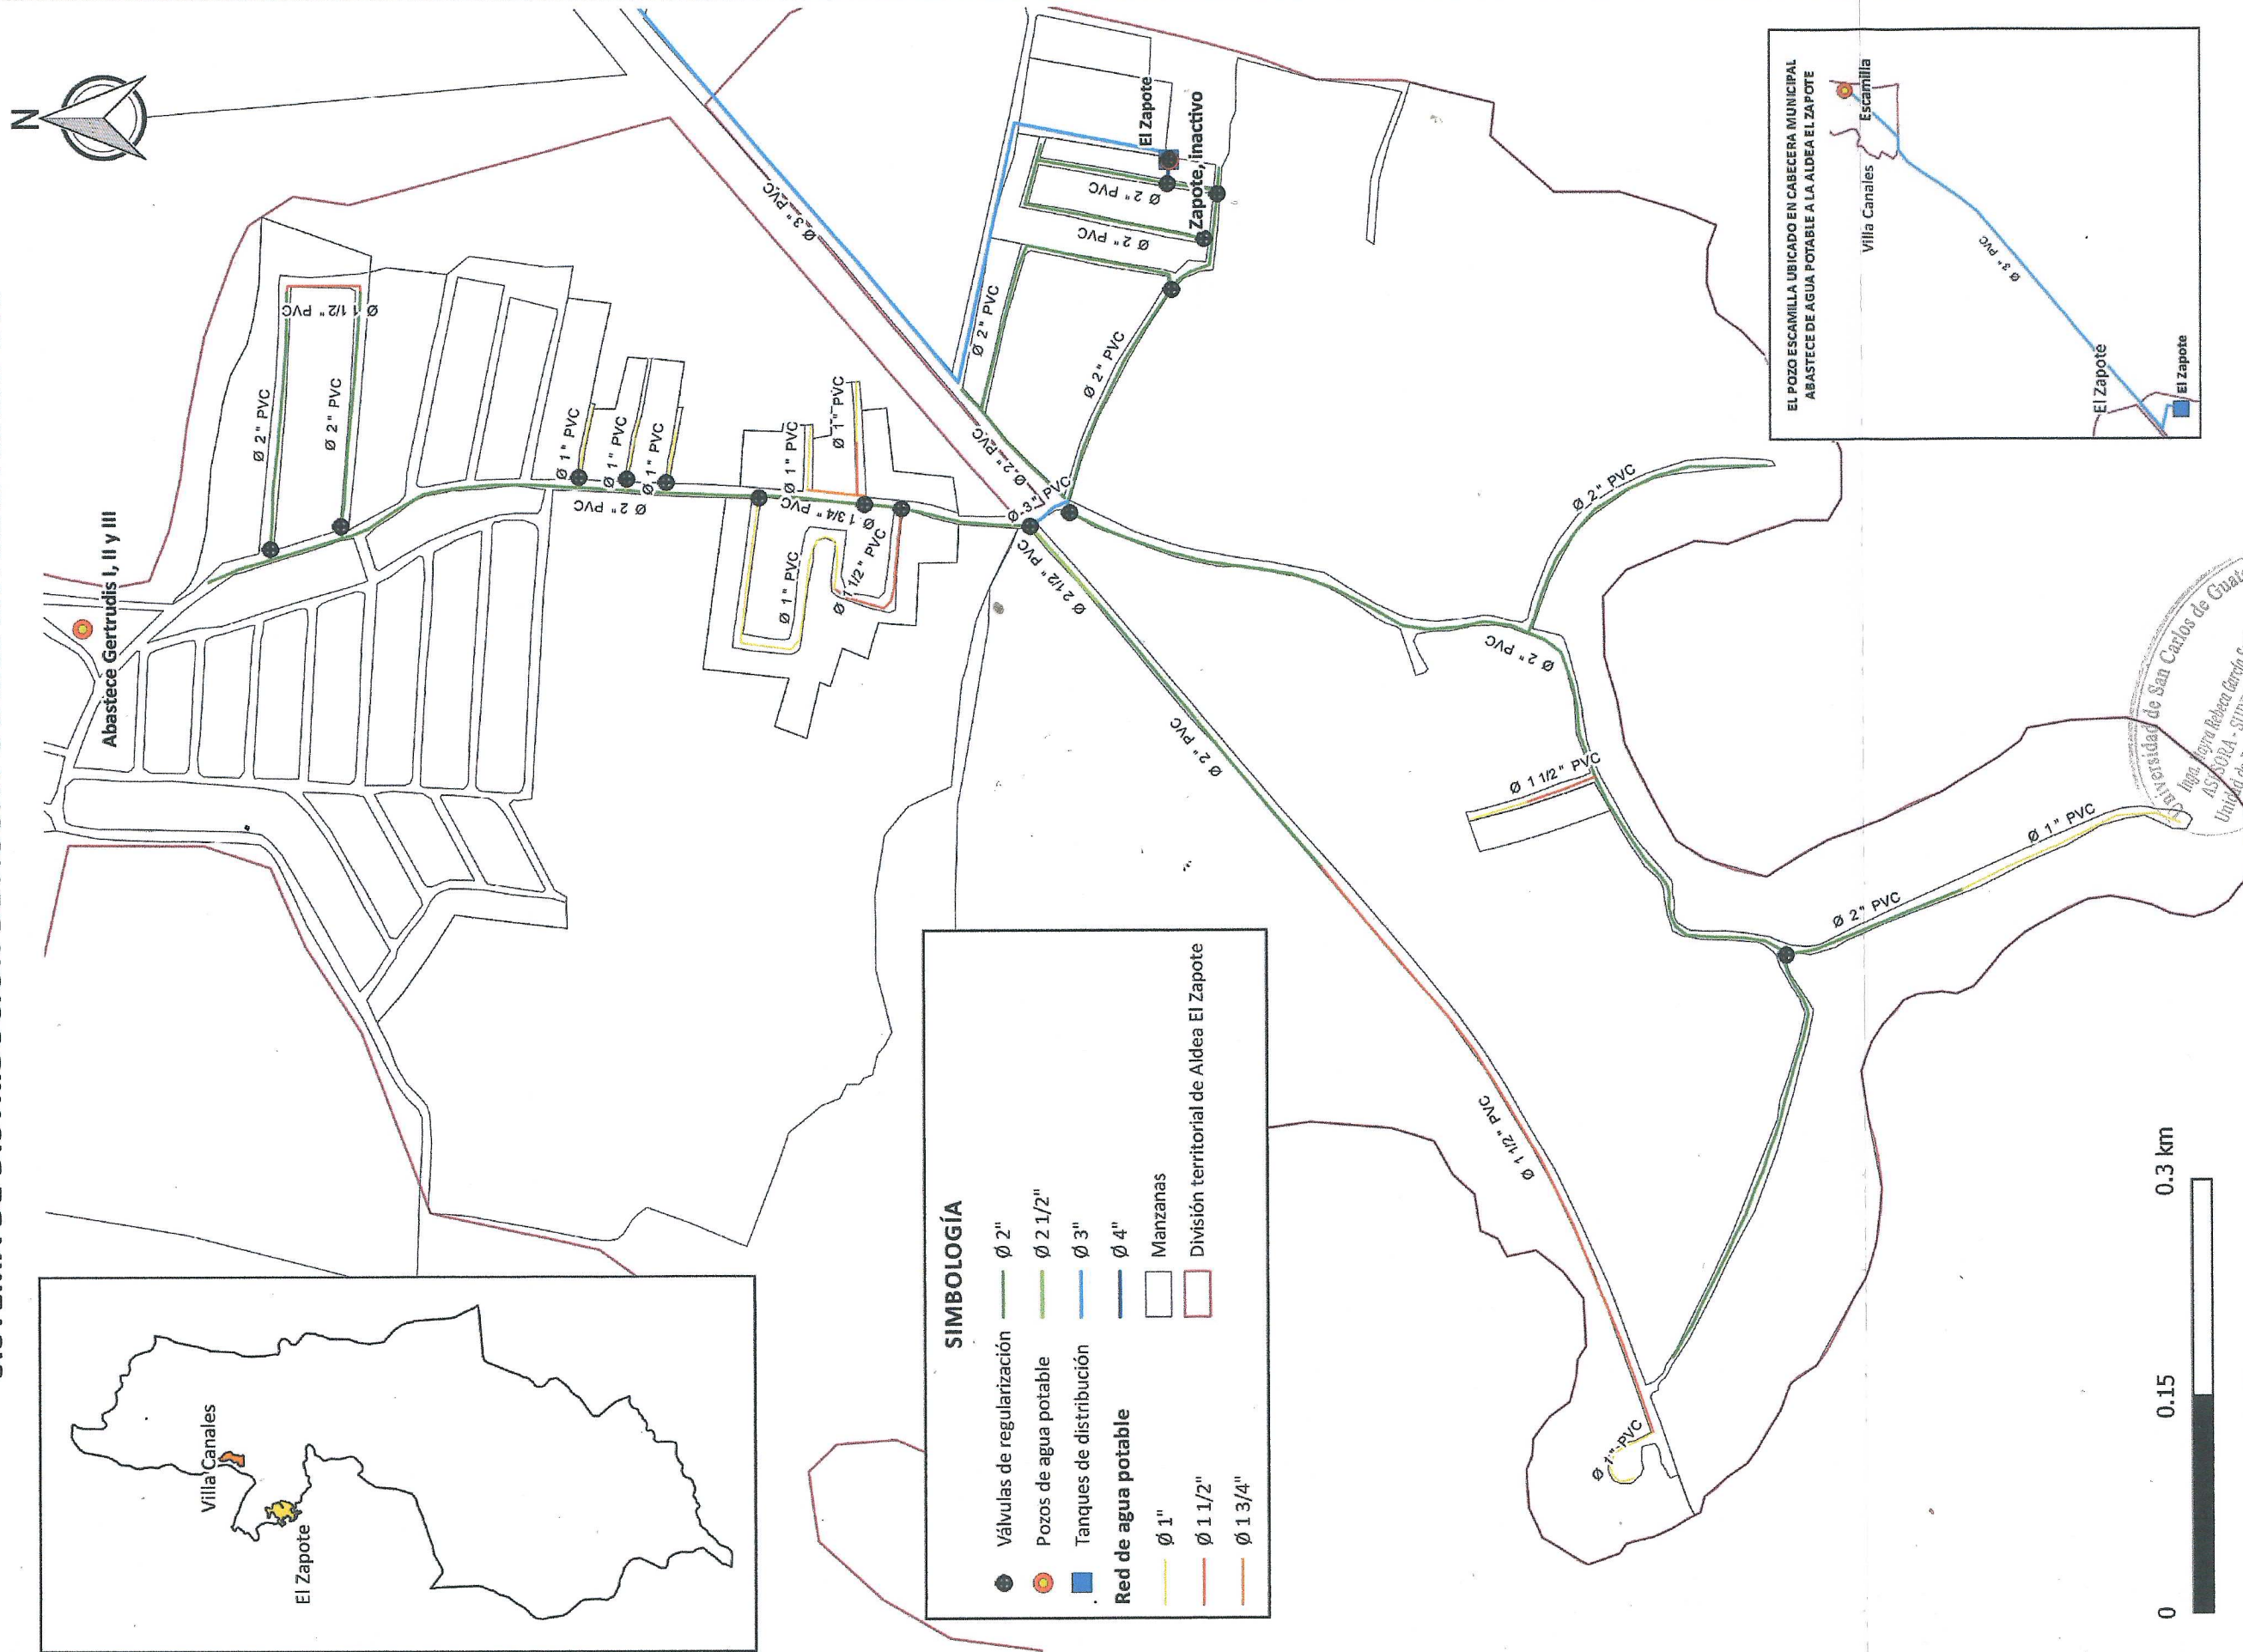 N
Abastece Gertrudis I, II y III
Ø 2" PVC
Ø 2" PVC
Ø 1 1/2" PVC
Ø 1" PVC
Ø 1" PVC
Ø 1" PVC
Ø 2" PVC
Ø 1" PVC
Ø 1" PVC
Ø 1 3/4" PVC
Ø 1" PVC
Ø 1 1/2" PVC
Ø 3" PVC
Ø 2" PVC
Ø 3" PVC
Ø 2" PVC
Ø 2" PVC
Ø 2" PVC
Ø 2" PVC
El Zapote
Zapote, inactivo
Ø 2 1/2" PVC
Ø 2" PVC
Ø 1 1/2" PVC
Ø 1" PVC
Ø 2" PVC
Ø 2" PVC
Ø 1 1/2" PVC
Ø 2" PVC
Ø 1" PVC
EL POZO ESCAMILLA UBICADO EN CABECERA MUNICIPAL
ABASTECE DE AGUA POTABLE A LA ALDEA EL ZAPOTE
Villa Canales
Escamilla
Ø 3" PVC
El Zapote
El Zapote
Villa Canales
El Zapote
SIMBOLOGÍA
Válvulas de regularización
Pozos de agua potable
Tanques de distribución
Red de agua potable
Ø 1"
Ø 1 1/2"
Ø 1 3/4"
Ø 2"
Ø 2 1/2"
Ø 3"
Ø 4"
Manzanas
División territorial de Aldea El Zapote
0 0.15 0.3 km
Universidad de San Carlos de
Inga. Mayra Rebeca García
ASESORA -
Unidad de